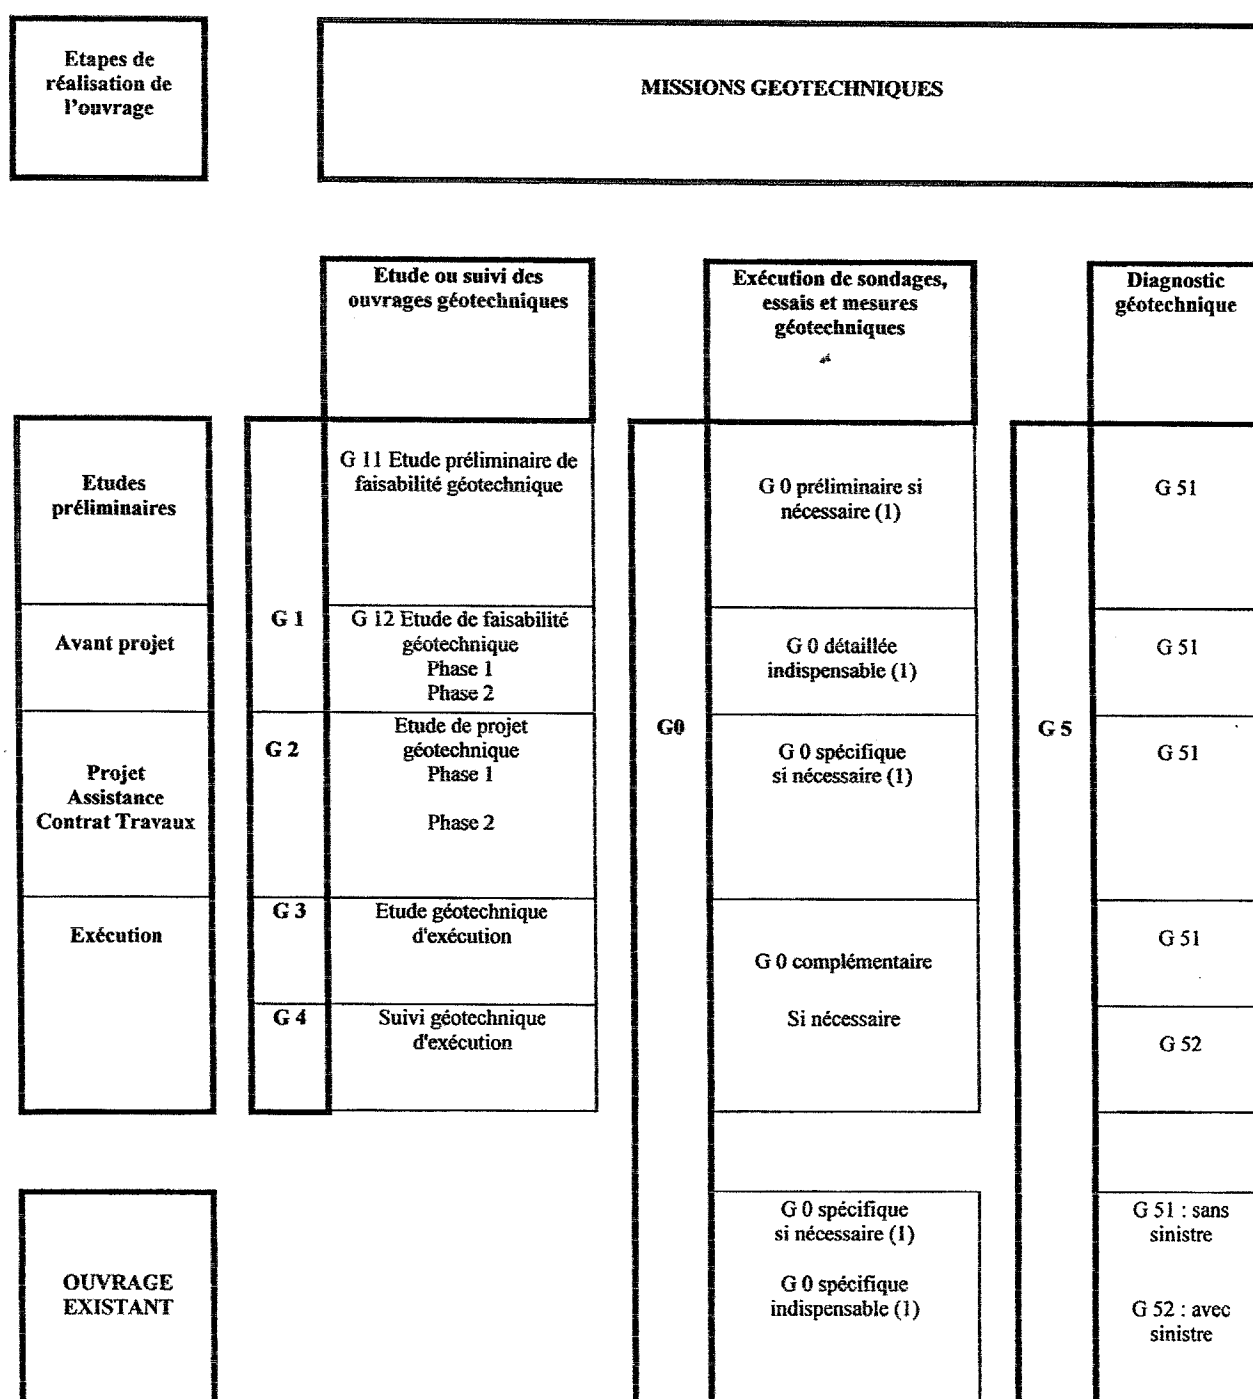 Etapes de
réalisation de
l'ouvrage
MISSIONS GEOTECHNIQUES
Etude ou suivi des
ouvrages géotechniques
Exécution de sondages,
essais et mesures
géotechniques
Diagnostic
géotechnique
Etudes
préliminaires
G 11 Etude préliminaire de
faisabilité géotechnique
G 0 préliminaire si
nécessaire (1)
G 51
G 1
Avant projet
G 12 Etude de faisabilité
géotechnique
Phase 1
Phase 2
G 0 détaillée
indispensable (1)
G 51
G0
G 5
Projet
Assistance
Contrat Travaux
G 2
Etude de projet
géotechnique
Phase 1
Phase 2
G 0 spécifique
si nécessaire (1)
G 51
Exécution
G 3
Etude géotechnique
d'exécution
G 0 complémentaire
Si nécessaire
G 51
G 4
Suivi géotechnique
d'exécution
G 52
OUVRAGE
EXISTANT
G 0 spécifique
si nécessaire (1)
G 0 spécifique
indispensable (1)
G 51 : sans
sinistre
G 52 : avec
sinistre